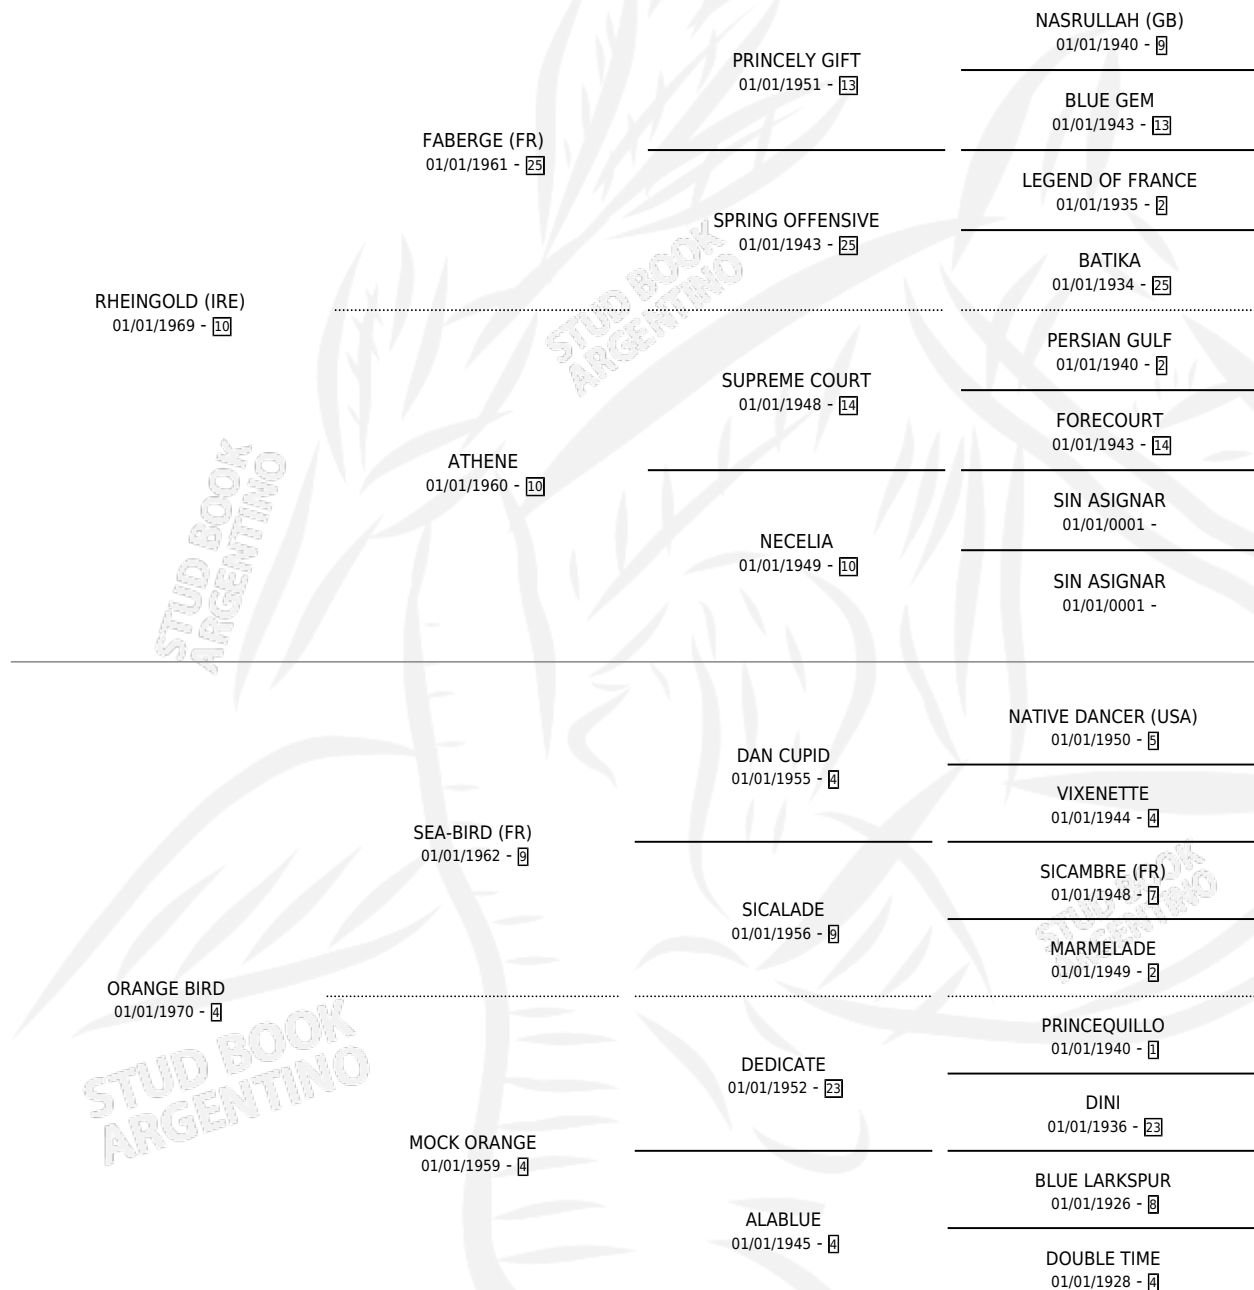 NASRULLAH (GB)
01/01/1940 - 9
PRINCELY GIFT
01/01/1951 - 13
BLUE GEM
01/01/1943 - 13
FABERGE (FR)
01/01/1961 - 25
LEGEND OF FRANCE
01/01/1935 - 2
SPRING OFFENSIVE
01/01/1943 - 25
BATIKA
01/01/1934 - 25
RHEINGOLD (IRE)
01/01/1969 - 10
PERSIAN GULF
01/01/1940 - 2
SUPREME COURT
01/01/1948 - 14
FORECOURT
01/01/1943 - 14
ATHENE
01/01/1960 - 10
SIN ASIGNAR
01/01/0001 -
NECELIA
01/01/1949 - 10
SIN ASIGNAR
01/01/0001 -
STUD BOOK
ARGENTINO
STUD BOOK
ARGENTINO
NATIVE DANCER (USA)
01/01/1950 - 5
DAN CUPID
01/01/1955 - 4
VIXENETTE
01/01/1944 - 4
SEA-BIRD (FR)
01/01/1962 - 9
SICAMBRE (FR)
01/01/1948 - 7
SICALADE
01/01/1956 - 9
MARMELADE
01/01/1949 - 2
ORANGE BIRD
01/01/1970 - 4
PRINCEQUILLO
01/01/1940 - 1
DEDICATE
01/01/1952 - 23
DINI
01/01/1936 - 23
MOCK ORANGE
01/01/1959 - 4
BLUE LARKSPUR
01/01/1926 - 8
ALABLUE
01/01/1945 - 4
DOUBLE TIME
01/01/1928 - 4
STUD BOOK
ARGENTINO
STUD BOOK
ARGENTINO